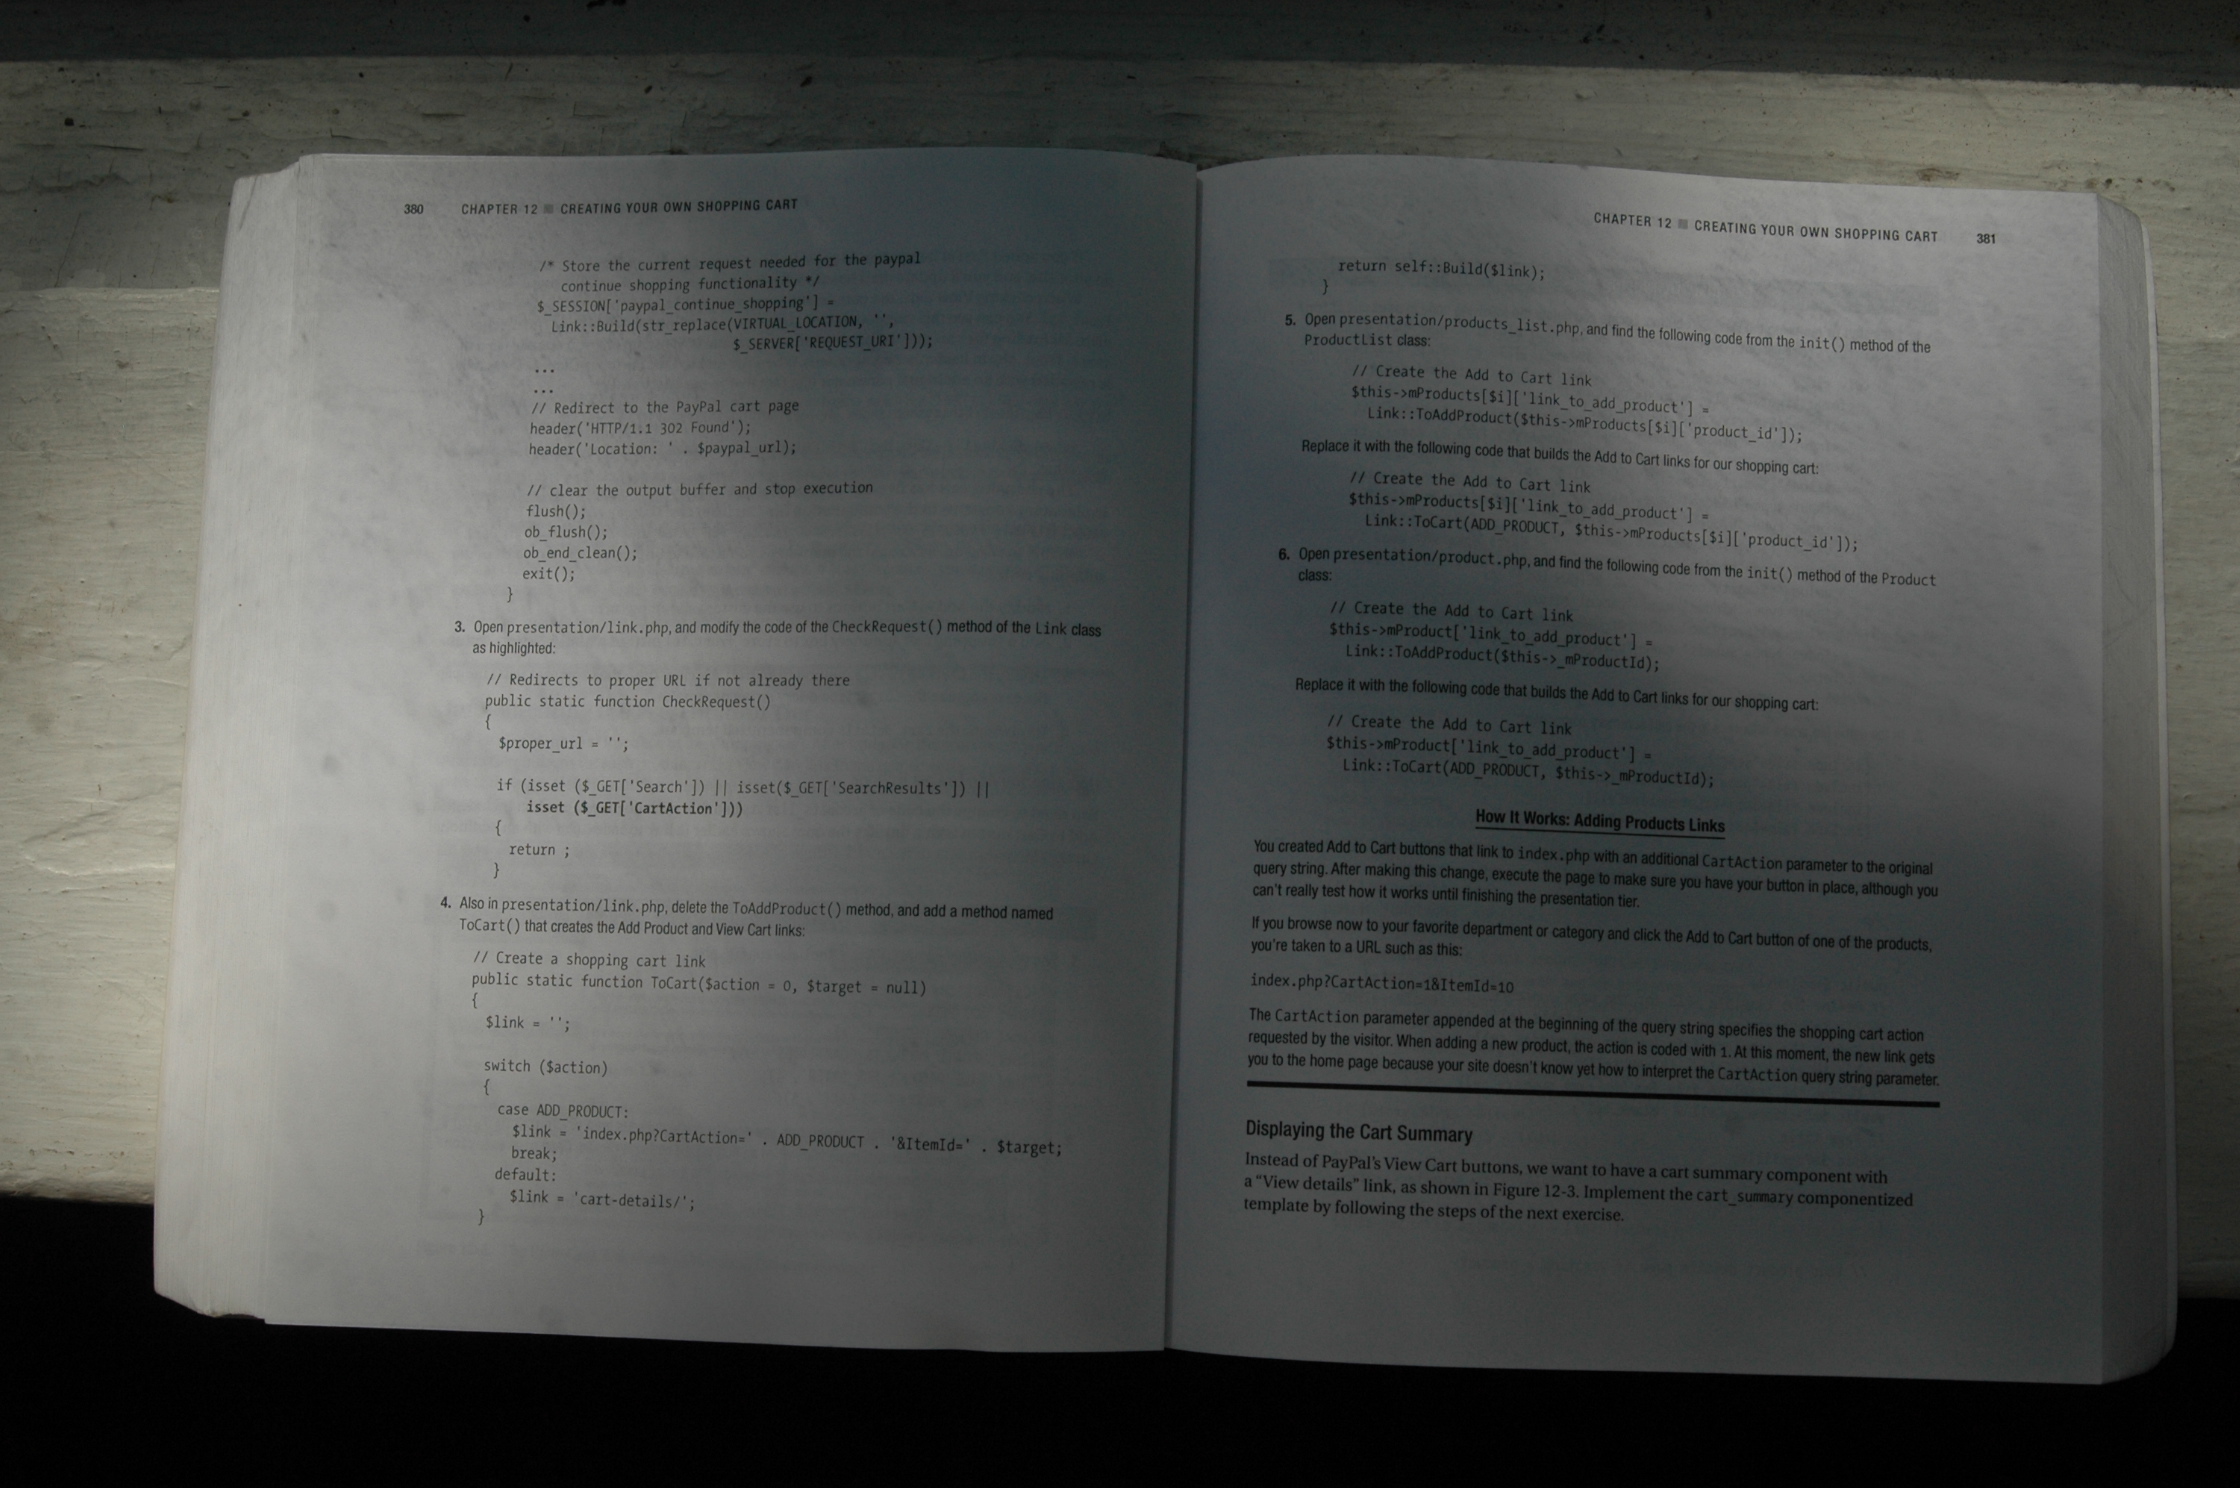 380 CHAPTER 12 ■ CREATING YOUR OWN SHOPPING CART
/* Store the current request needed for the paypal
continue shopping functionality */
$_SESSION['paypal_continue_shopping'] =
Link::Build(str_replace(VIRTUAL_LOCATION, '',
$_SERVER['REQUEST_URI']));
...
...
// Redirect to the PayPal cart page
header('HTTP/1.1 302 Found');
header('Location: ' . $paypal_url);
// clear the output buffer and stop execution
flush();
ob_flush();
ob_end_clean();
exit();
}
3. Open presentation/link.php, and modify the code of the CheckRequest() method of the Link class
as highlighted:
// Redirects to proper URL if not already there
public static function CheckRequest()
{
$proper_url = '';
if (isset ($_GET['Search']) || isset($_GET['SearchResults']) ||
isset ($_GET['CartAction']))
{
return ;
}
4. Also in presentation/link.php, delete the ToAddProduct() method, and add a method named
ToCart() that creates the Add Product and View Cart links:
// Create a shopping cart link
public static function ToCart($action = 0, $target = null)
{
$link = '';
switch ($action)
{
case ADD_PRODUCT:
$link = 'index.php?CartAction=' . ADD_PRODUCT . '&ItemId=' . $target;
break;
default:
$link = 'cart-details/';
}
CHAPTER 12 ■ CREATING YOUR OWN SHOPPING CART 381
return self::Build($link);
}
5. Open presentation/products_list.php, and find the following code from the init() method of the
ProductList class:
// Create the Add to Cart link
$this->mProducts[$i]['link_to_add_product'] =
Link::ToAddProduct($this->mProducts[$i]['product_id']);
Replace it with the following code that builds the Add to Cart links for our shopping cart:
// Create the Add to Cart link
$this->mProducts[$i]['link_to_add_product'] =
Link::ToCart(ADD_PRODUCT, $this->mProducts[$i]['product_id']);
6. Open presentation/product.php, and find the following code from the init() method of the Product
class:
// Create the Add to Cart link
$this->mProduct['link_to_add_product'] =
Link::ToAddProduct($this->_mProductId);
Replace it with the following code that builds the Add to Cart links for our shopping cart:
// Create the Add to Cart link
$this->mProduct['link_to_add_product'] =
Link::ToCart(ADD_PRODUCT, $this->_mProductId);
How It Works: Adding Products Links
You created Add to Cart buttons that link to index.php with an additional CartAction parameter to the original
query string. After making this change, execute the page to make sure you have your button in place, although you
can't really test how it works until finishing the presentation tier.
If you browse now to your favorite department or category and click the Add to Cart button of one of the products,
you're taken to a URL such as this:
index.php?CartAction=1&ItemId=10
The CartAction parameter appended at the beginning of the query string specifies the shopping cart action
requested by the visitor. When adding a new product, the action is coded with 1. At this moment, the new link gets
you to the home page because your site doesn't know yet how to interpret the CartAction query string parameter.
Displaying the Cart Summary
Instead of PayPal's View Cart buttons, we want to have a cart summary component with
a "View details" link, as shown in Figure 12-3. Implement the cart_summary componentized
template by following the steps of the next exercise.